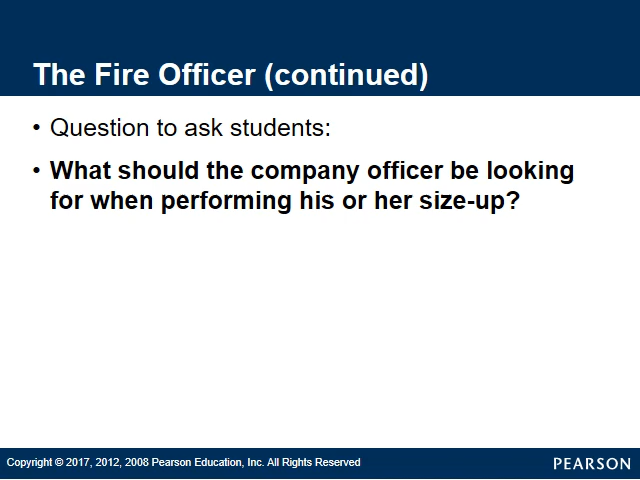 The Fire Officer (continued)
• Question to ask students:
• What should the company officer be looking
for when performing his or her size-up?
Copyright © 2017, 2012, 2008 Pearson Education, Inc. All Rights Reserved
PEARSON